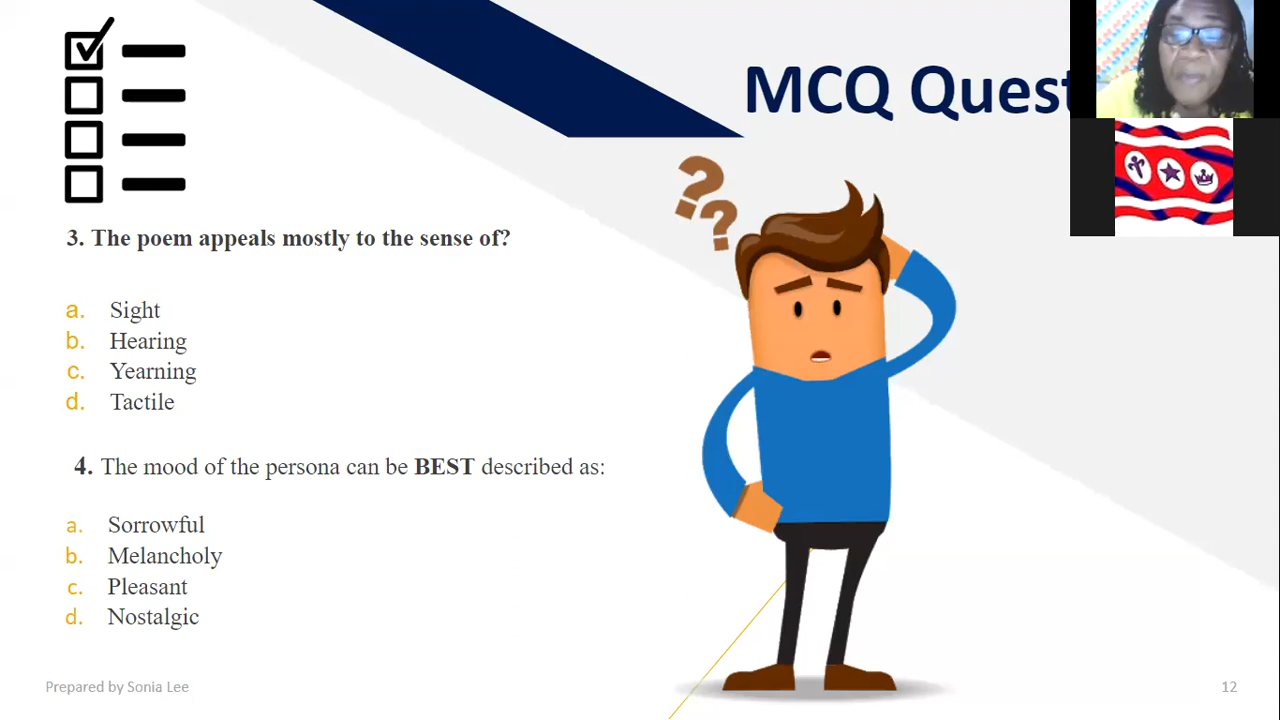 MCQ Quest
3. The poem appeals mostly to the sense of?
a. Sight
b. Hearing
c. Yearning
d. Tactile
4. The mood of the persona can be BEST described as:
a. Sorrowful
b. Melancholy
c. Pleasant
d. Nostalgic
Prepared by Sonia Lee
12